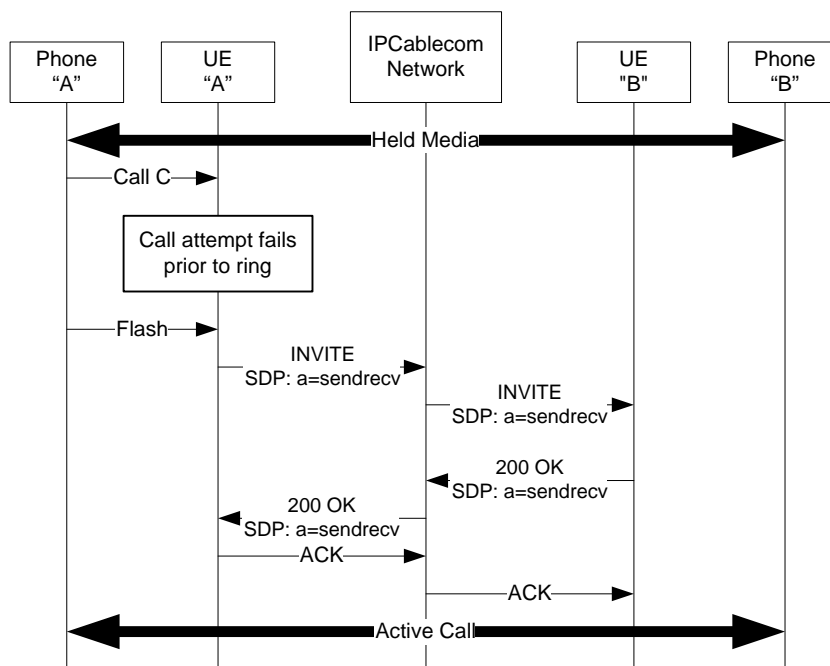 Phone
“A”
UE
“A”
IPCablecom
Network
UE
"B"
Phone
“B”
Held Media
Call C
Call attempt fails
prior to ring
Flash
INVITE
SDP: a=sendrecv
INVITE
SDP: a=sendrecv
200 OK
SDP: a=sendrecv
200 OK
SDP: a=sendrecv
ACK
ACK
Active Call